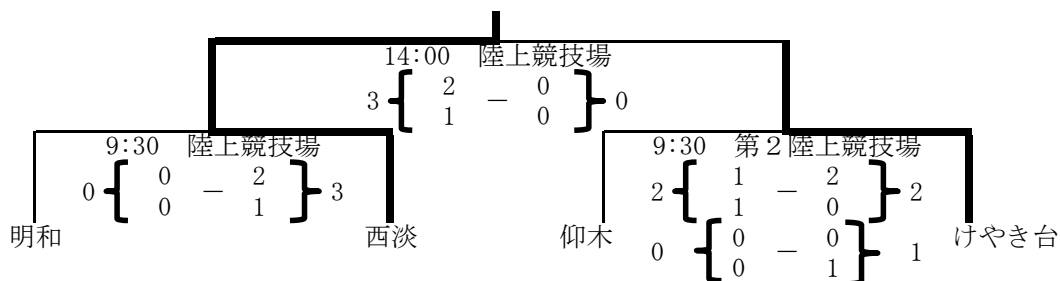 14:00 陸上競技場
2 － 0
3 0
1 0
9:30 陸上競技場
9:30 第２陸上競技場
0 － 2
0 3
0 1
1 － 2
2 2
1 0
明和
西淡
仰木
けやき台
0 － 0
0 1
0 1